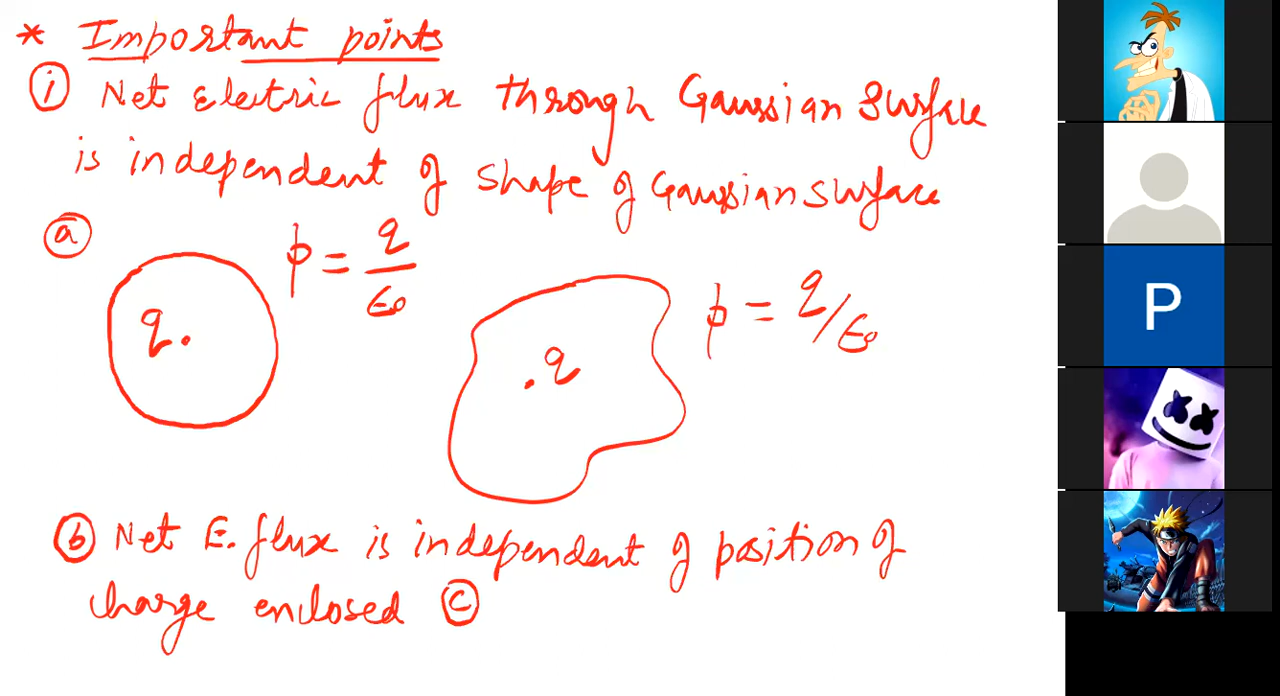 * Important points
(i) Net Electric flux through Gaussian Surface
is independent of shape of Gaussian surface
(a)
q.
φ = q/ε₀
.q
φ = q/ε₀
(b) Net E. flux is independent of position of
charge enclosed (c)
P